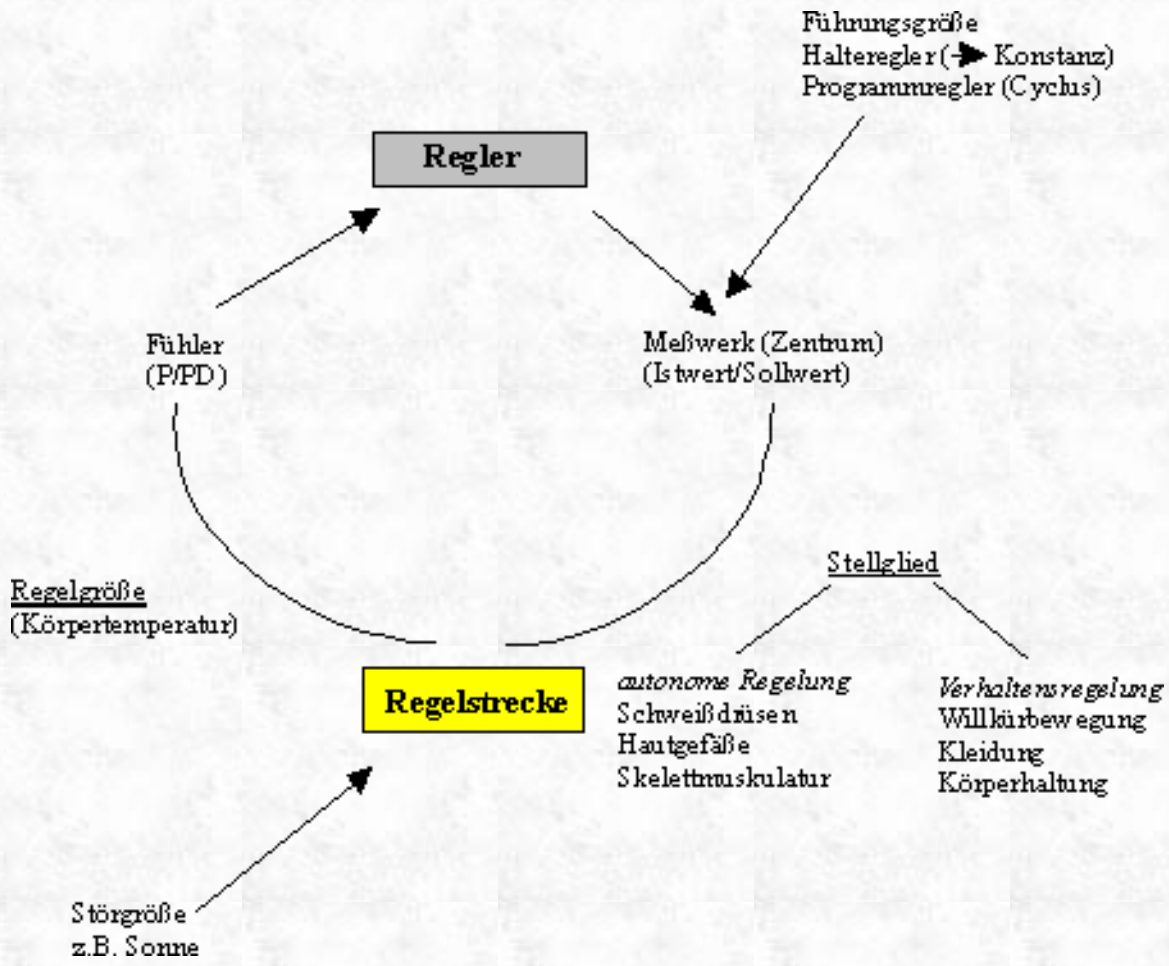 Führungsgröße
Halteregler (→ Konstanz)
Programmregler (Cyclus)
Regler
Fühler
(P/PD)
Meßwerk (Zentrum)
(Istwert/Sollwert)
Stellglied
Regelgröße
(Körpertemperatur)
Regelstrecke
autonome Regelung
Schweißdrüsen
Hautgefäße
Skelettmuskulatur
Verhaltensregelung
Willkürbewegung
Kleidung
Körperhaltung
Störgröße
z.B. Sonne